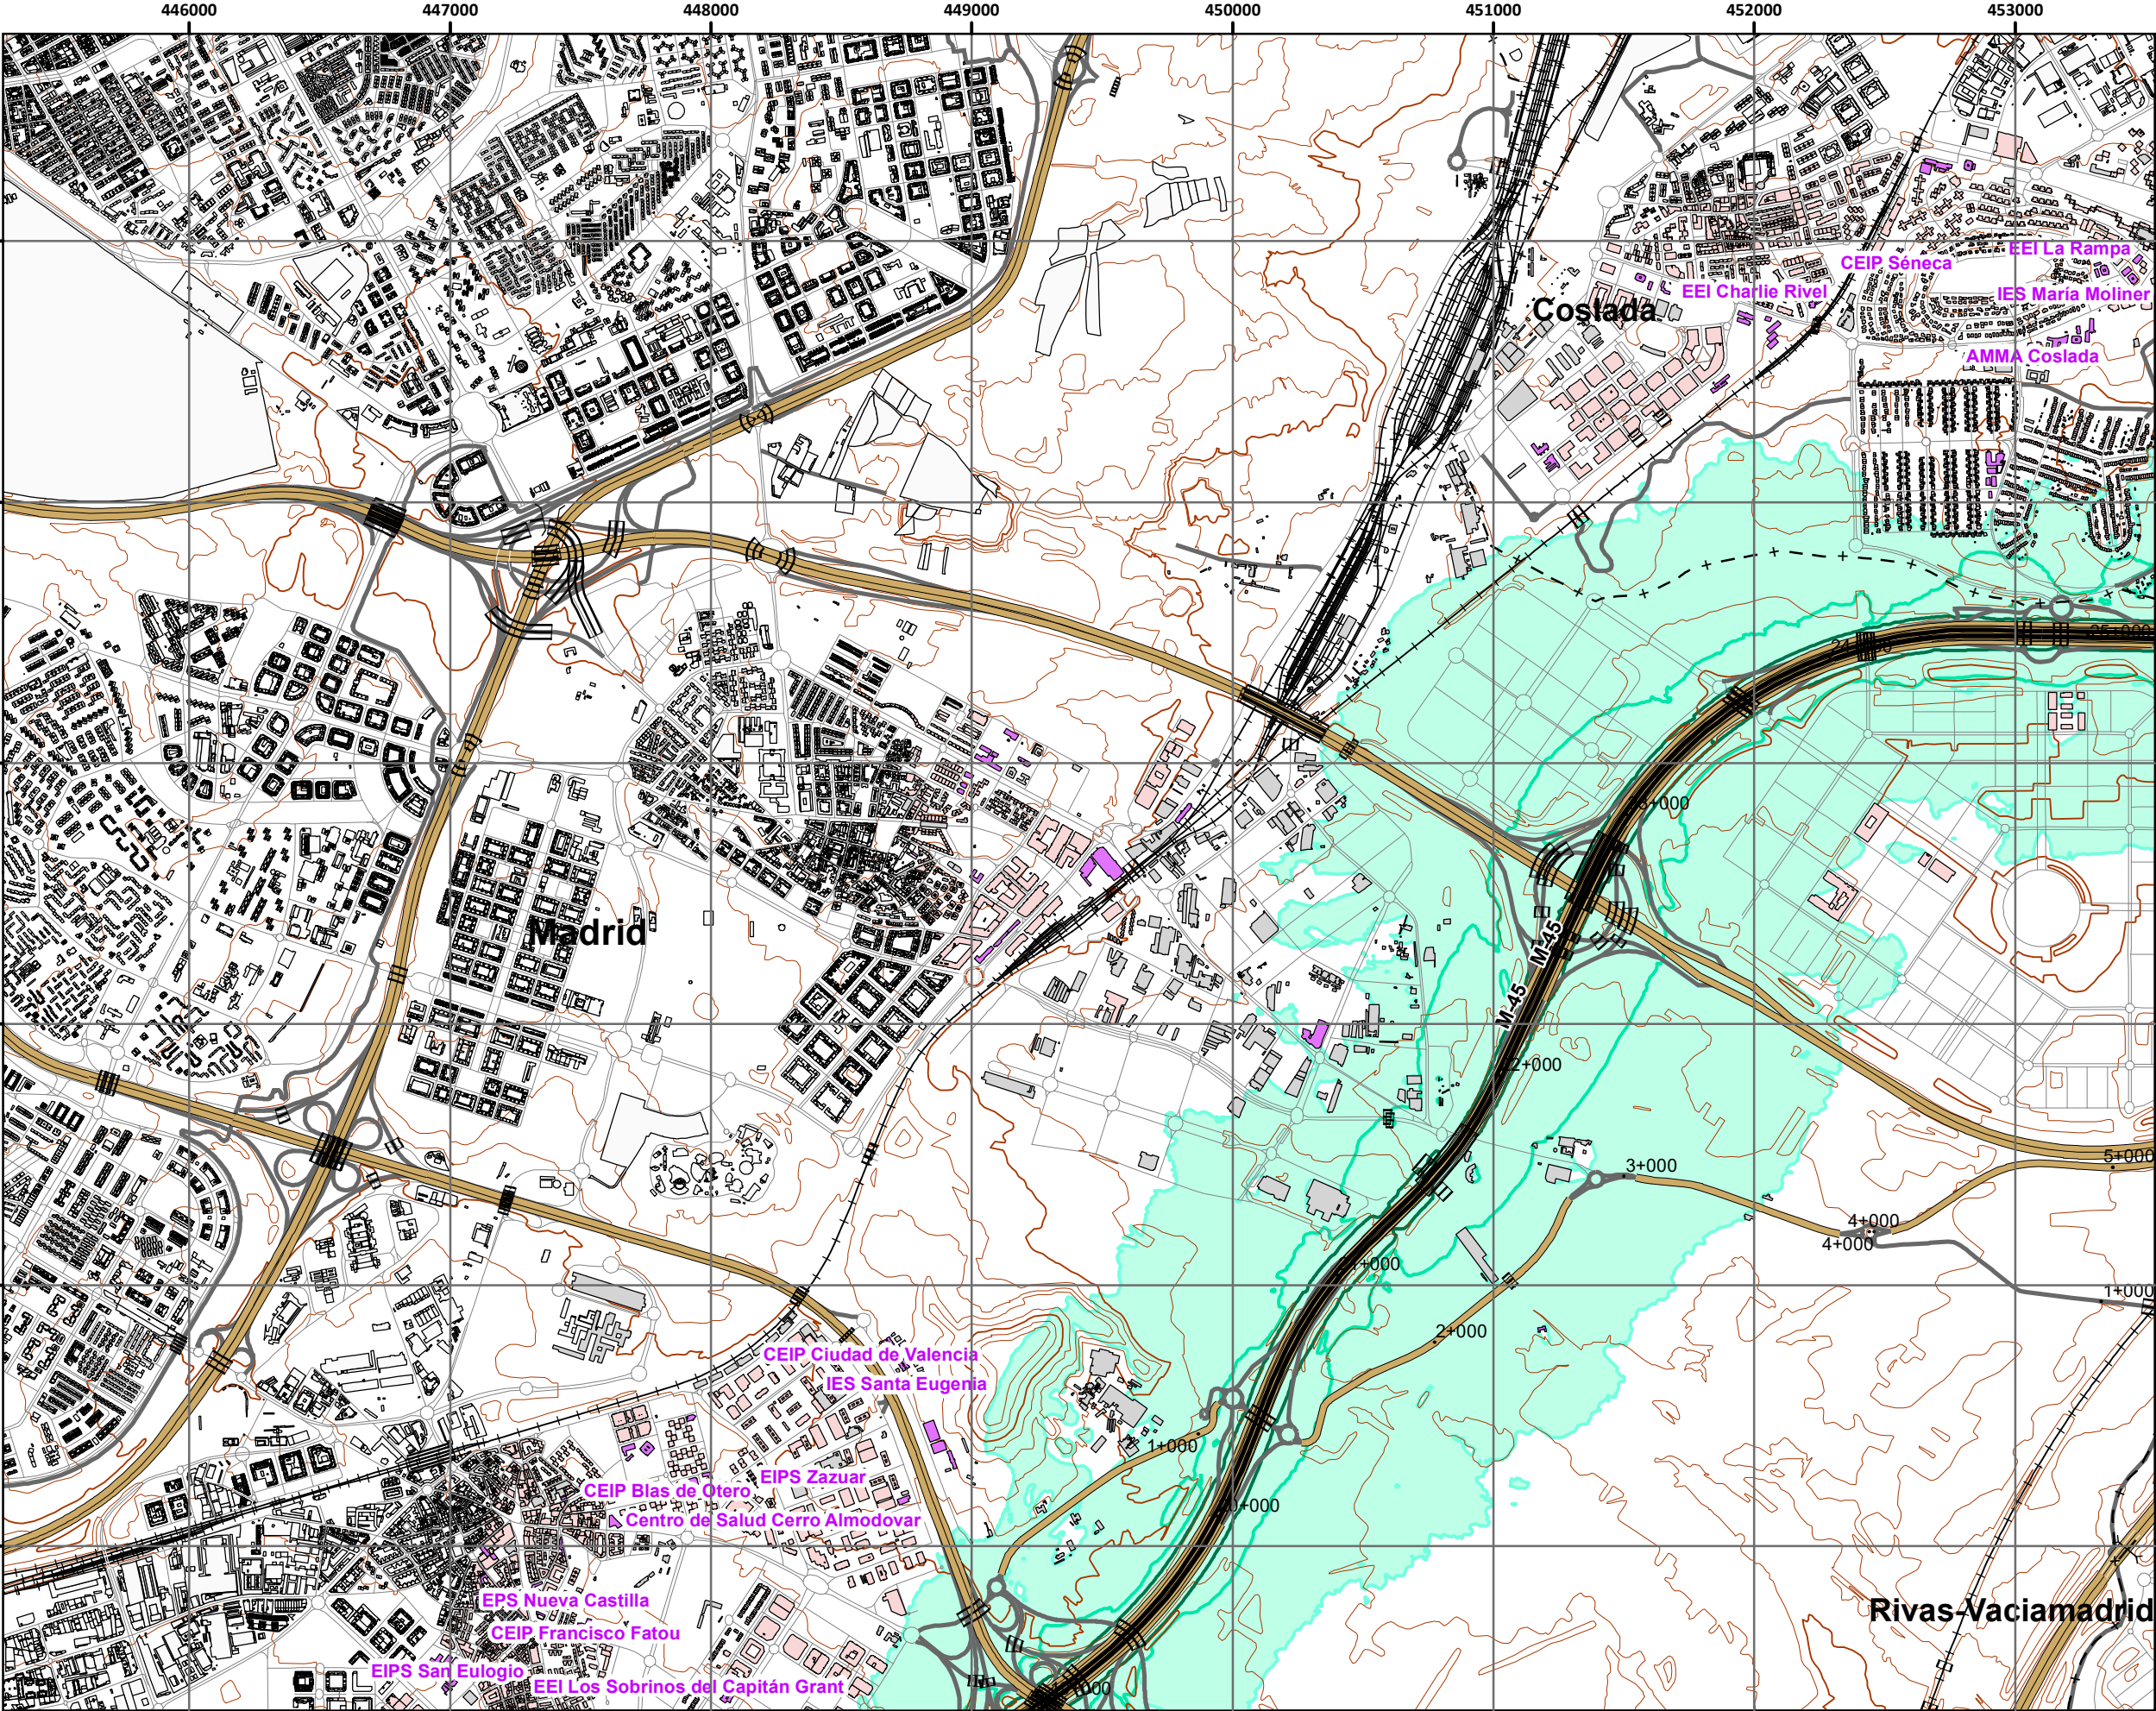 446000 447000 448000 449000 450000 451000 452000 453000
EEI La Rampa
CEIP Séneca
EEI Charlie Rivel
IES María Moliner
Coslada
AMMA Coslada
Madrid
M-45
M-45
3+000
5+000
4+000
4+000
1+000
2+000
CEIP Ciudad de Valencia
IES Santa Eugenia
1+000
EIPS Zazuar
CEIP Blas de Otero
Centro de Salud Cerro Almodovar
EPS Nueva Castilla
Rivas-Vaciamadrid
CEIP Francisco Fatou
EIPS San Eulogio
EEI Los Sobrinos del Capitán Grant